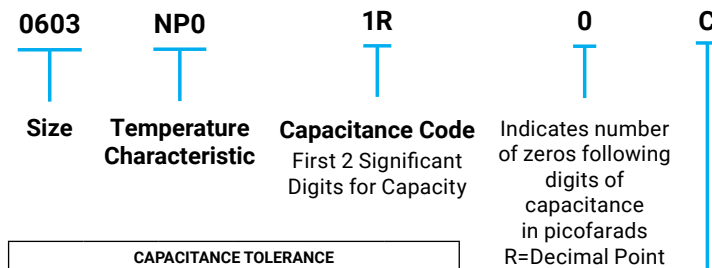 0603 NP0 1R 0 C
Size
Temperature
Characteristic
Capacitance Code
First 2 Significant
Digits for Capacity
Indicates number
of zeros following
digits of
capacitance
in picofarads
R=Decimal Point
CAPACITANCE TOLERANCE